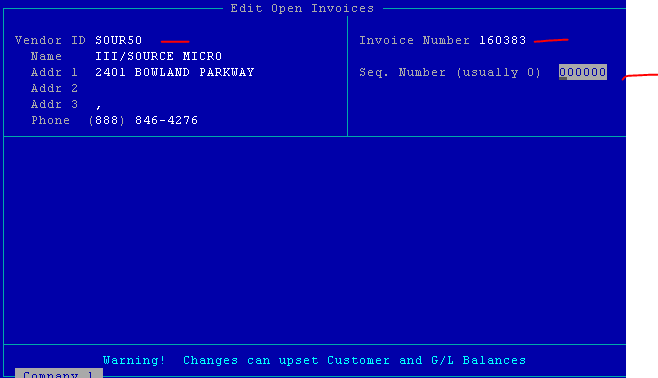 Edit Open Invoices
Vendor ID SOUR50
Invoice Number 160383
Name III/SOURCE MICRO
Addr 1 2401 BOWLAND PARKWAY
Seq. Number (usually 0) 000000
Addr 2
Addr 3 ,
Phone (888) 846-4276
Warning! Changes can upset Customer and G/L Balances
Company 1